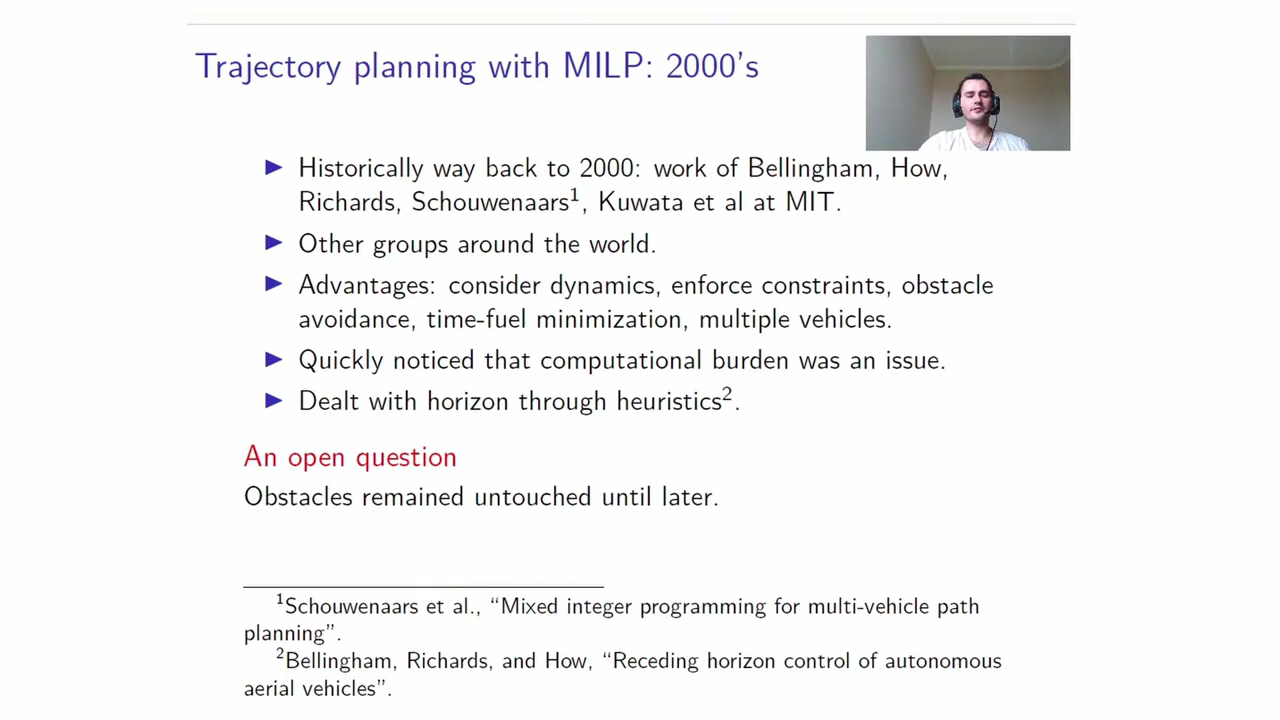 Trajectory planning with MILP: 2000's
▶ Historically way back to 2000: work of Bellingham, How,
Richards, Schouwenaars¹, Kuwata et al at MIT.
▶ Other groups around the world.
▶ Advantages: consider dynamics, enforce constraints, obstacle
avoidance, time-fuel minimization, multiple vehicles.
▶ Quickly noticed that computational burden was an issue.
▶ Dealt with horizon through heuristics².
An open question
Obstacles remained untouched until later.
¹Schouwenaars et al., “Mixed integer programming for multi-vehicle path
planning”.
²Bellingham, Richards, and How, “Receding horizon control of autonomous
aerial vehicles”.